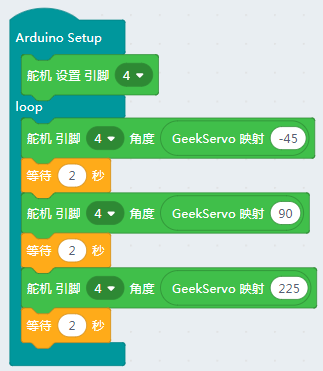 Arduino Setup
舵机 设置 引脚 4
loop
舵机 引脚 4 角度 GeekServo 映射 -45
等待 2 秒
舵机 引脚 4 角度 GeekServo 映射 90
等待 2 秒
舵机 引脚 4 角度 GeekServo 映射 225
等待 2 秒